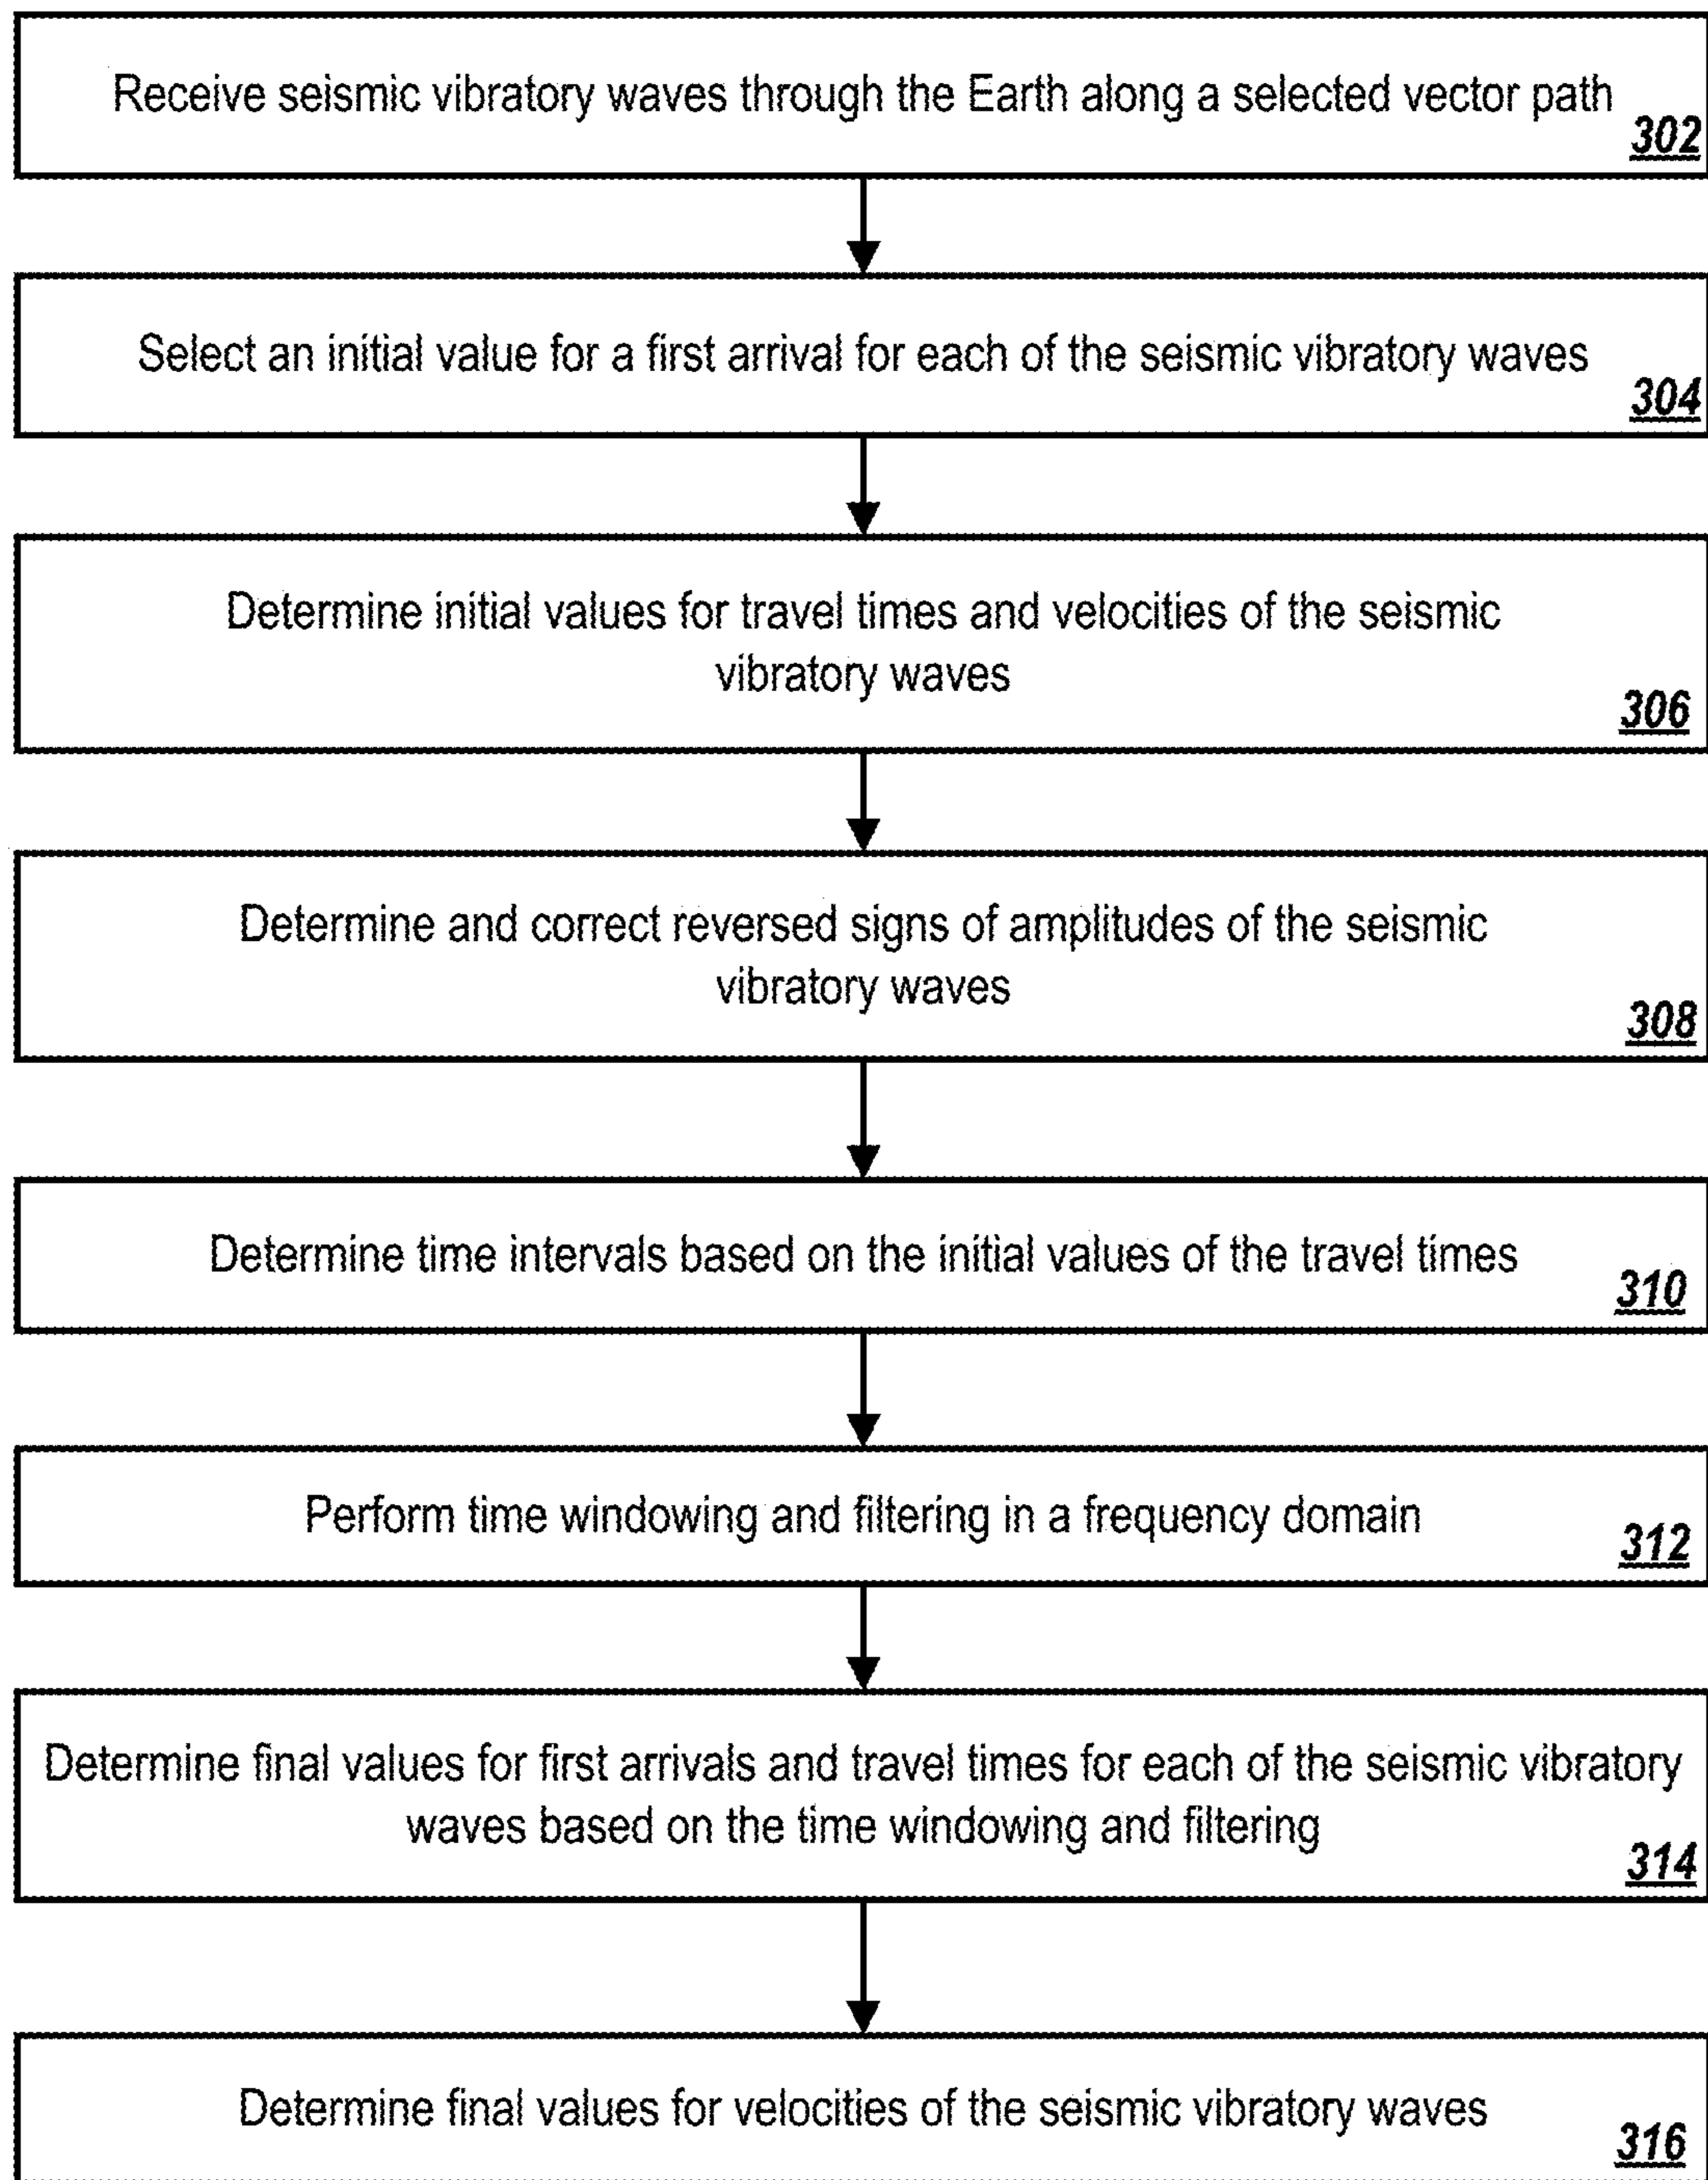 Receive seismic vibratory waves through the Earth along a selected vector path
302
Select an initial value for a first arrival for each of the seismic vibratory waves
304
Determine initial values for travel times and velocities of the seismic
vibratory waves
306
Determine and correct reversed signs of amplitudes of the seismic
vibratory waves
308
Determine time intervals based on the initial values of the travel times
310
Perform time windowing and filtering in a frequency domain
312
Determine final values for first arrivals and travel times for each of the seismic vibratory
waves based on the time windowing and filtering
314
Determine final values for velocities of the seismic vibratory waves
316